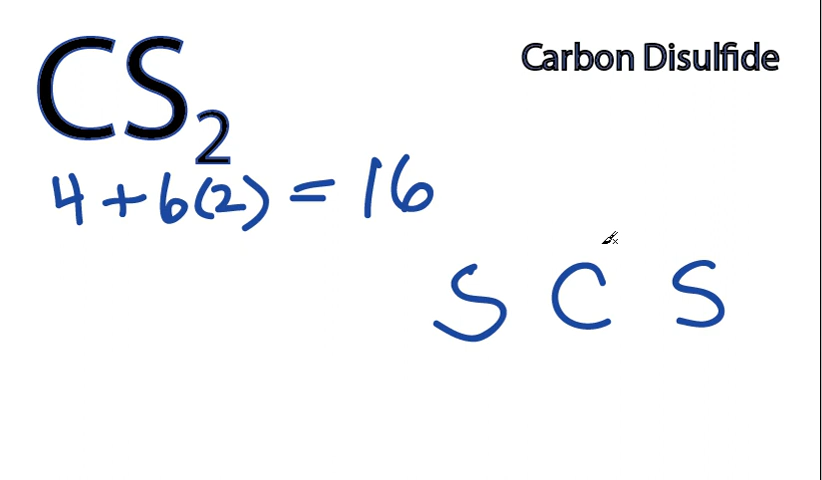 CS₂
Carbon Disulfide
4 + 6(2) = 16
S C S